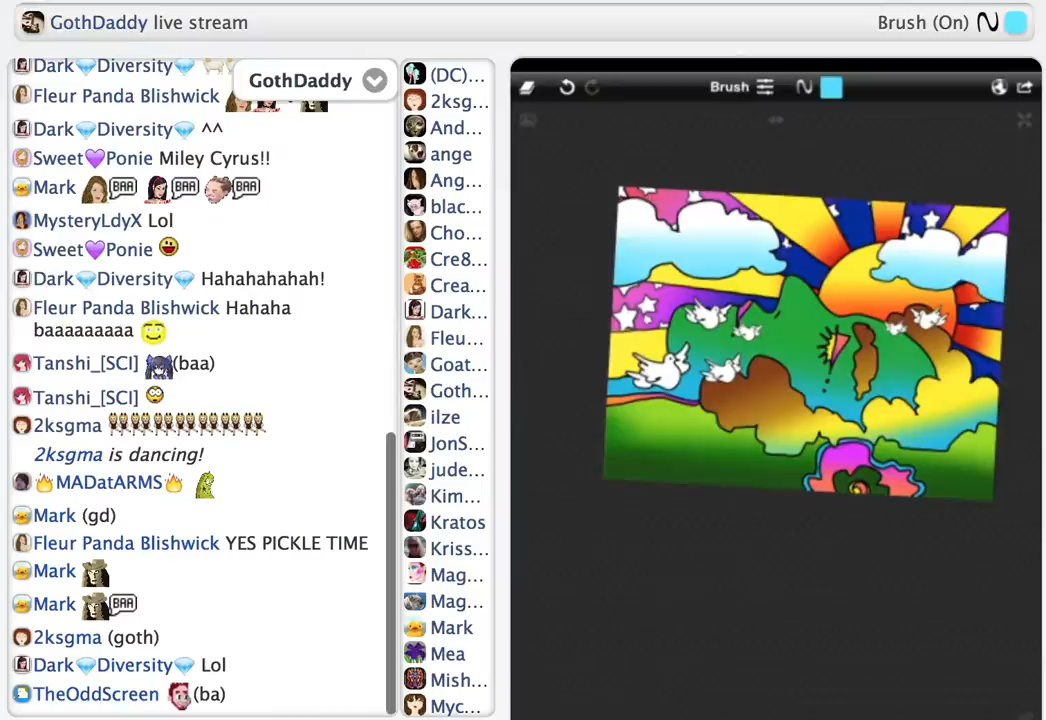 GothDaddy live stream
Brush (On)
Dark Diversity
GothDaddy
Fleur Panda Blishwick
Dark Diversity ^^
Sweet Ponie Miley Cyrus!!
Mark BAA BAA BAA
MysteryLdyX Lol
Sweet Ponie
Dark Diversity Hahahahahah!
Fleur Panda Blishwick Hahaha
baaaaaaaaa
Tanshi_[SCI] (baa)
Tanshi_[SCI]
2ksgma
2ksgma is dancing!
MADatARMS
Mark (gd)
Fleur Panda Blishwick YES PICKLE TIME
Mark
Mark BAA
2ksgma (goth)
Dark Diversity Lol
TheOddScreen (ba)
(DC)...
2ksg...
And...
ange
Ang...
blac...
Cho...
Cre8...
Crea...
Dark...
Fleu...
Goat...
Goth...
ilze
JonS...
jude...
Kim...
Kratos
Kriss...
Mag...
Mag...
Mark
Mea
Mish...
Myc...
Brush